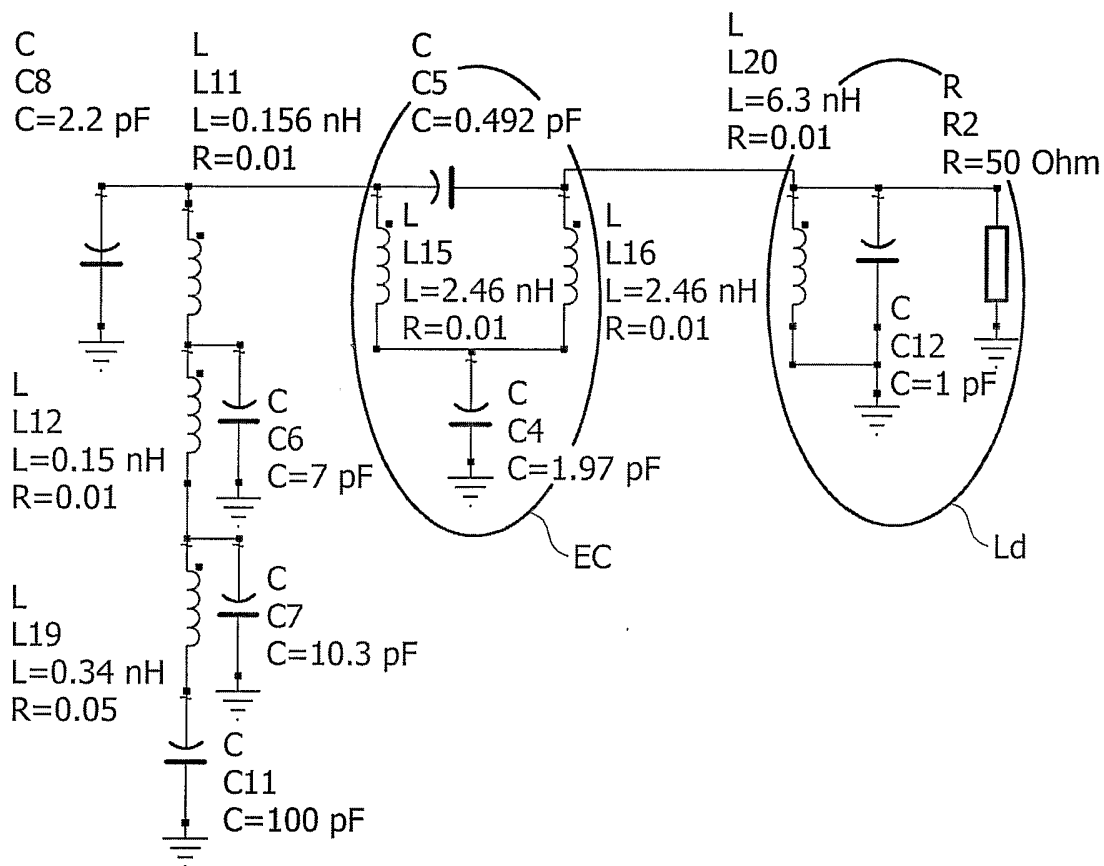 C
C8
C=2.2 pF
L
L11
L=0.156 nH
R=0.01
C
C5
C=0.492 pF
L
L20
L=6.3 nH
R=0.01
R
R2
R=50 Ohm
L
L15
L=2.46 nH
R=0.01
L
L16
L=2.46 nH
R=0.01
C
C12
C=1 pF
L
L12
L=0.15 nH
R=0.01
C
C6
C=7 pF
C
C4
C=1.97 pF
EC
Ld
L
L19
L=0.34 nH
R=0.05
C
C7
C=10.3 pF
C
C11
C=100 pF